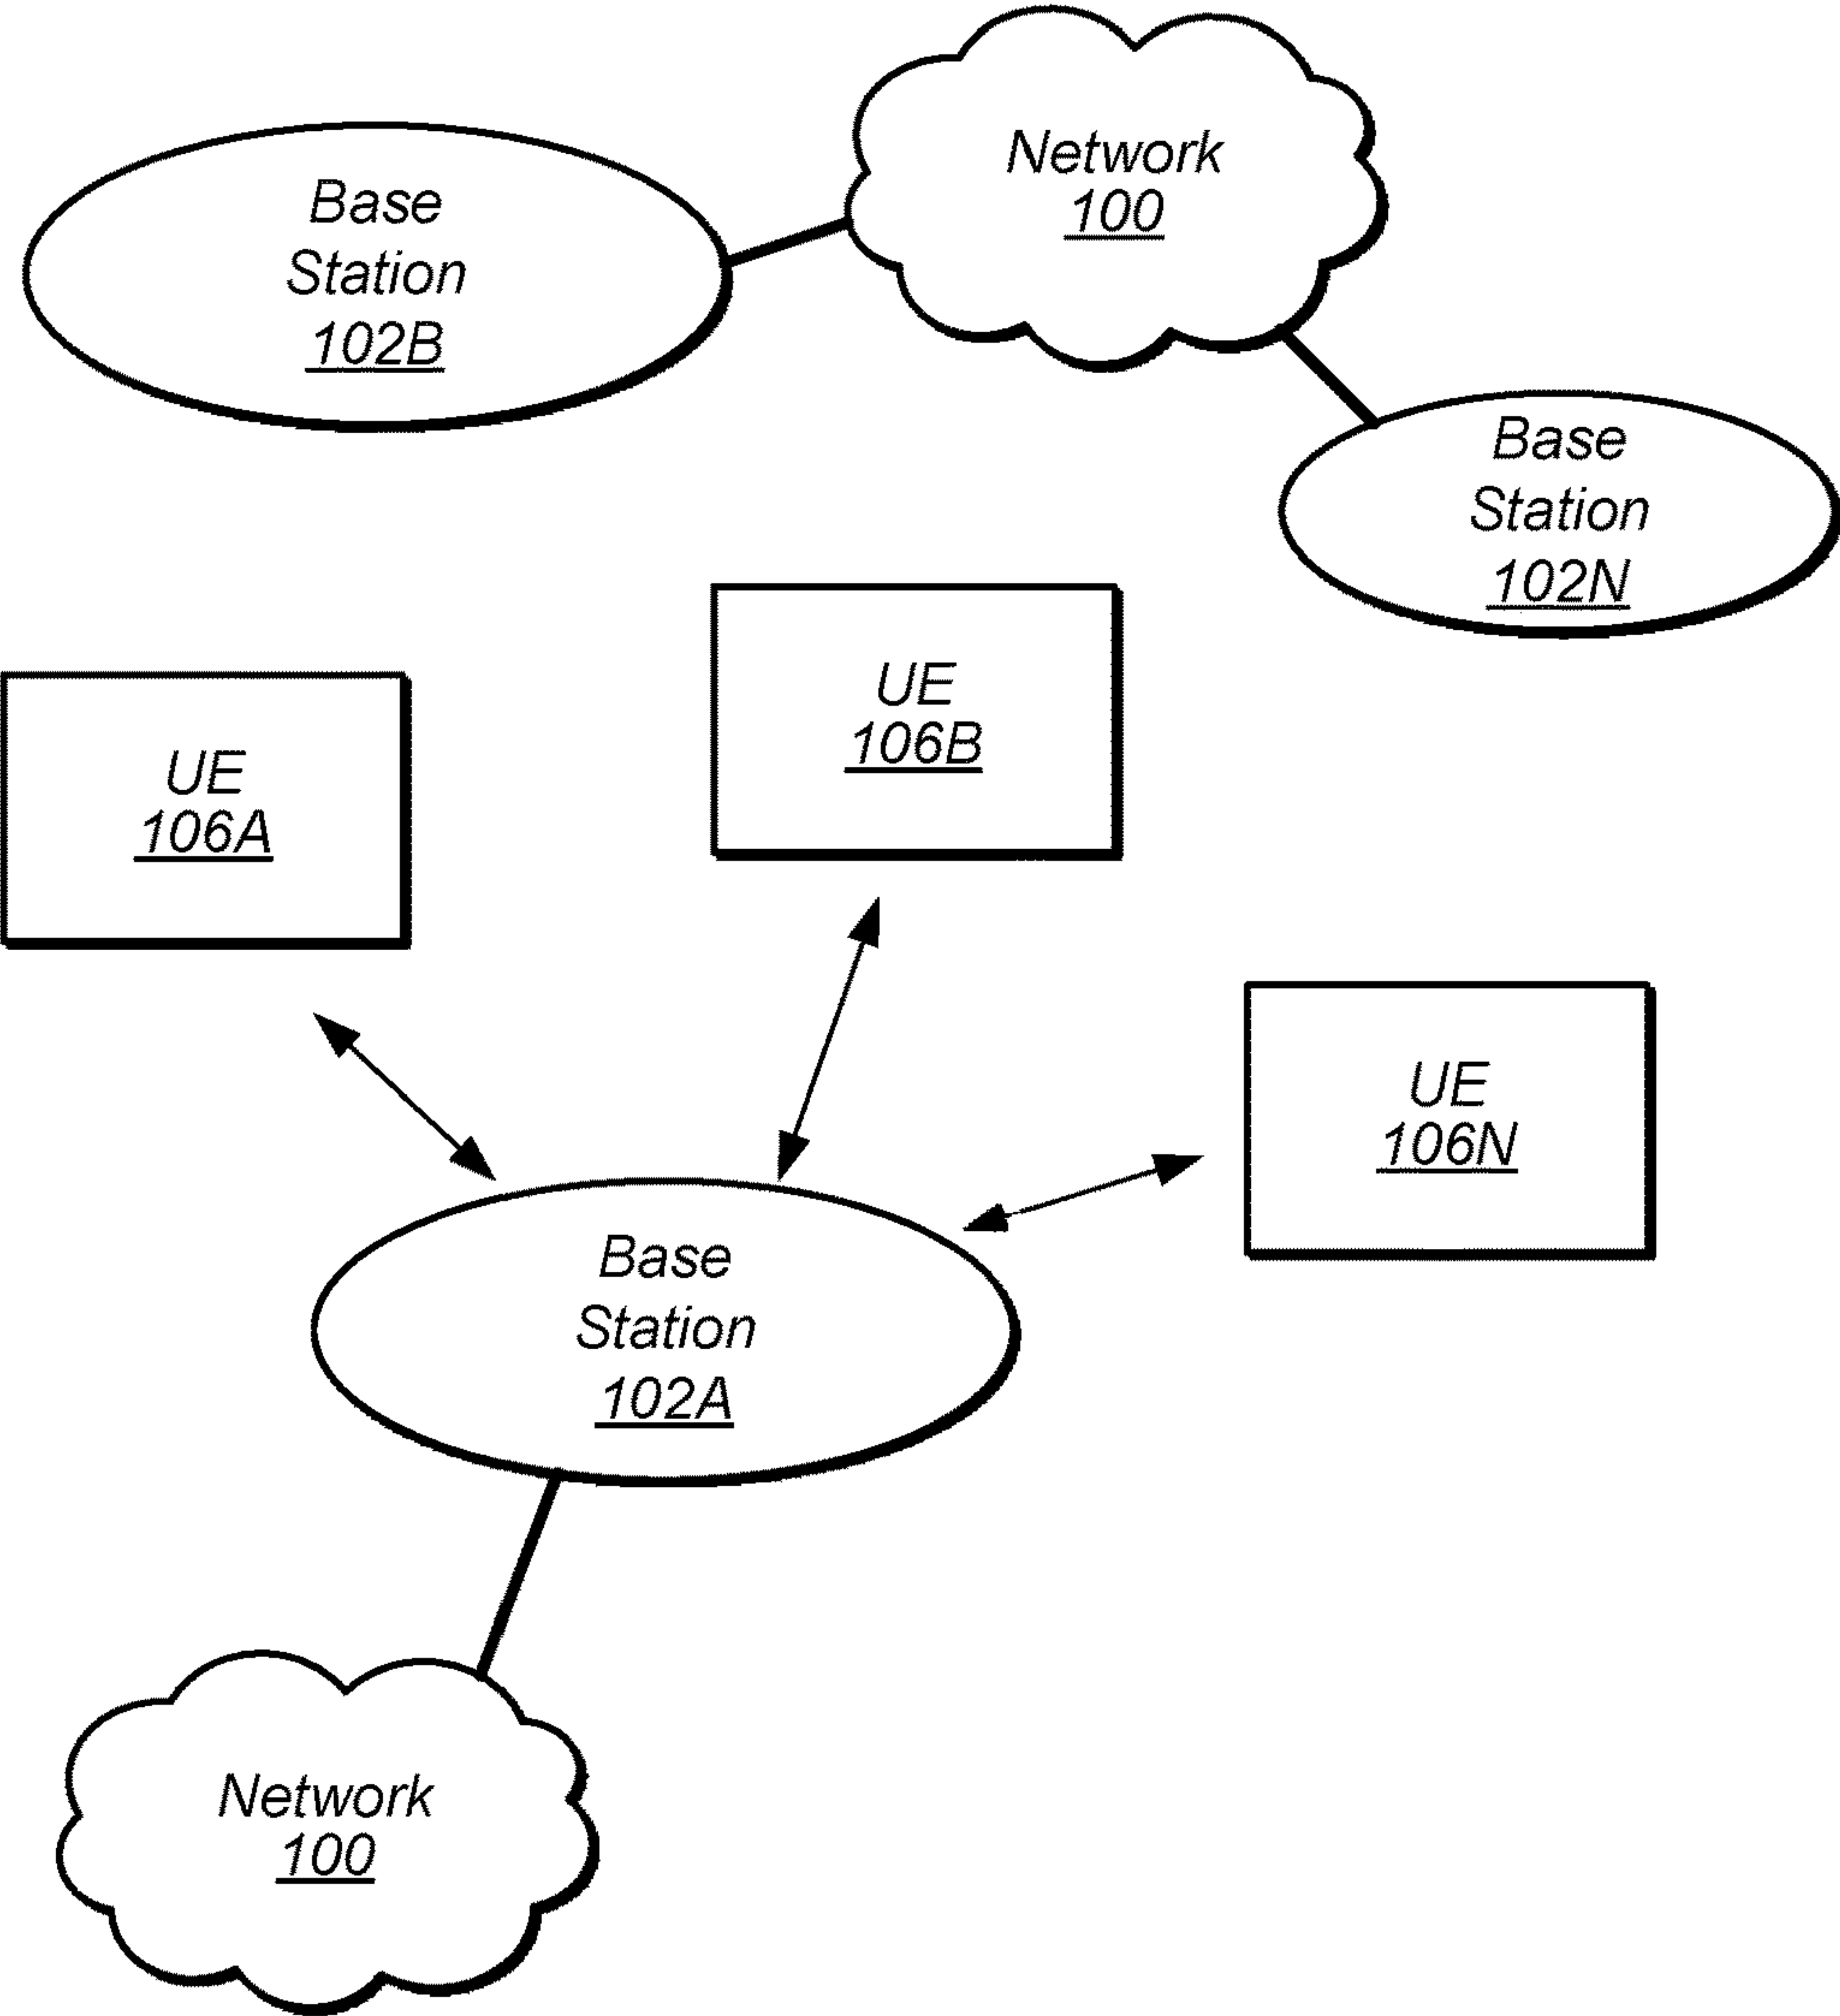 Network
100
Base
Station
102B
Base
Station
102N
UE
106B
UE
106A
UE
106N
Base
Station
102A
Network
100